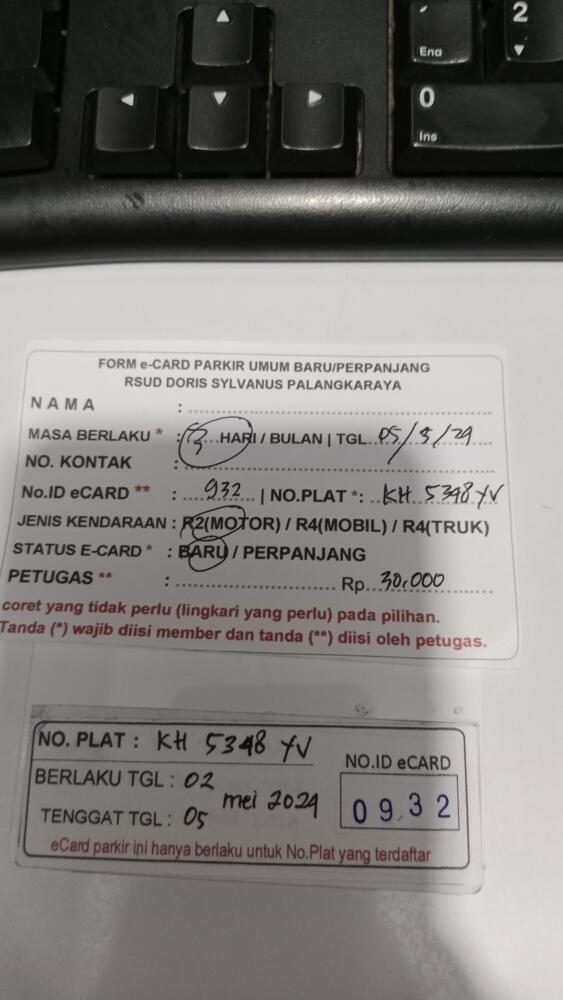 2
End
0
Ins
FORM e-CARD PARKIR UMUM BARU/PERPANJANG
RSUD DORIS SYLVANUS PALANGKARAYA
NAMA :
MASA BERLAKU * : 3 HARI / BULAN | TGL 05/5/24
NO. KONTAK :
No.ID eCARD ** : 932 | NO.PLAT *: KH 5348 YV
JENIS KENDARAAN : R2(MOTOR) / R4(MOBIL) / R4(TRUK)
STATUS E-CARD * : BARU / PERPANJANG
PETUGAS ** : Rp. 30.000
coret yang tidak perlu (lingkari yang perlu) pada pilihan.
Tanda (*) wajib diisi member dan tanda (**) diisi oleh petugas.
NO. PLAT : KH 5348 YV
NO.ID eCARD
BERLAKU TGL : 02
mei 2024
09.32
TENGGAT TGL : 05
eCard parkir ini hanya berlaku untuk No.Plat yang terdaftar